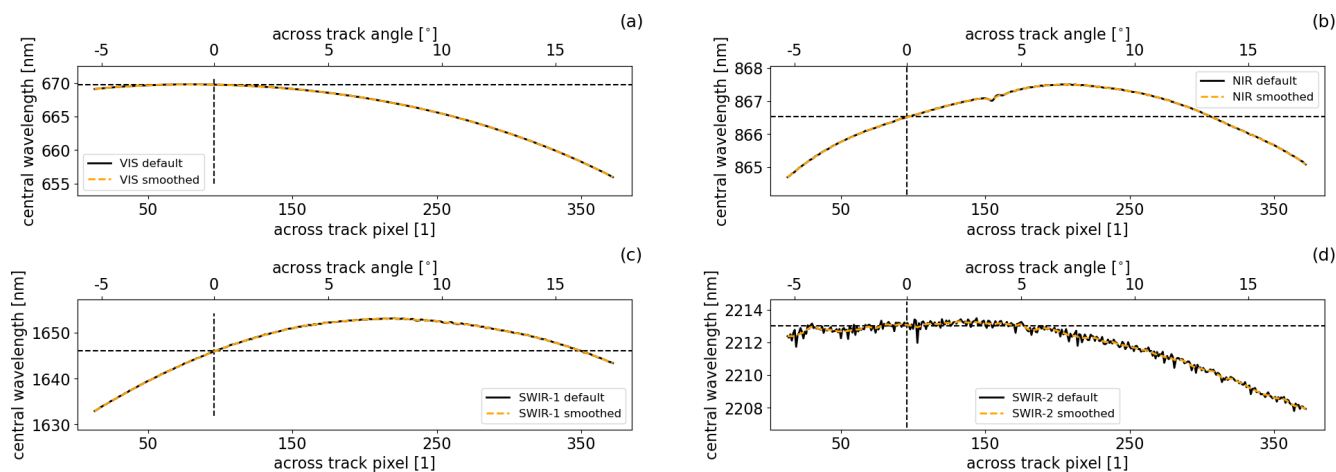 (a)
across track angle [°]
-5 0 5 10 15
central wavelength [nm]
670
665
660
655
VIS default
VIS smoothed
50 150 250 350
across track pixel [1]
(b)
across track angle [°]
-5 0 5 10 15
central wavelength [nm]
868
867
866
865
NIR default
NIR smoothed
50 150 250 350
across track pixel [1]
(c)
across track angle [°]
-5 0 5 10 15
central wavelength [nm]
1650
1640
1630
SWIR-1 default
SWIR-1 smoothed
50 150 250 350
across track pixel [1]
(d)
across track angle [°]
-5 0 5 10 15
central wavelength [nm]
2214
2212
2210
2208
SWIR-2 default
SWIR-2 smoothed
50 150 250 350
across track pixel [1]